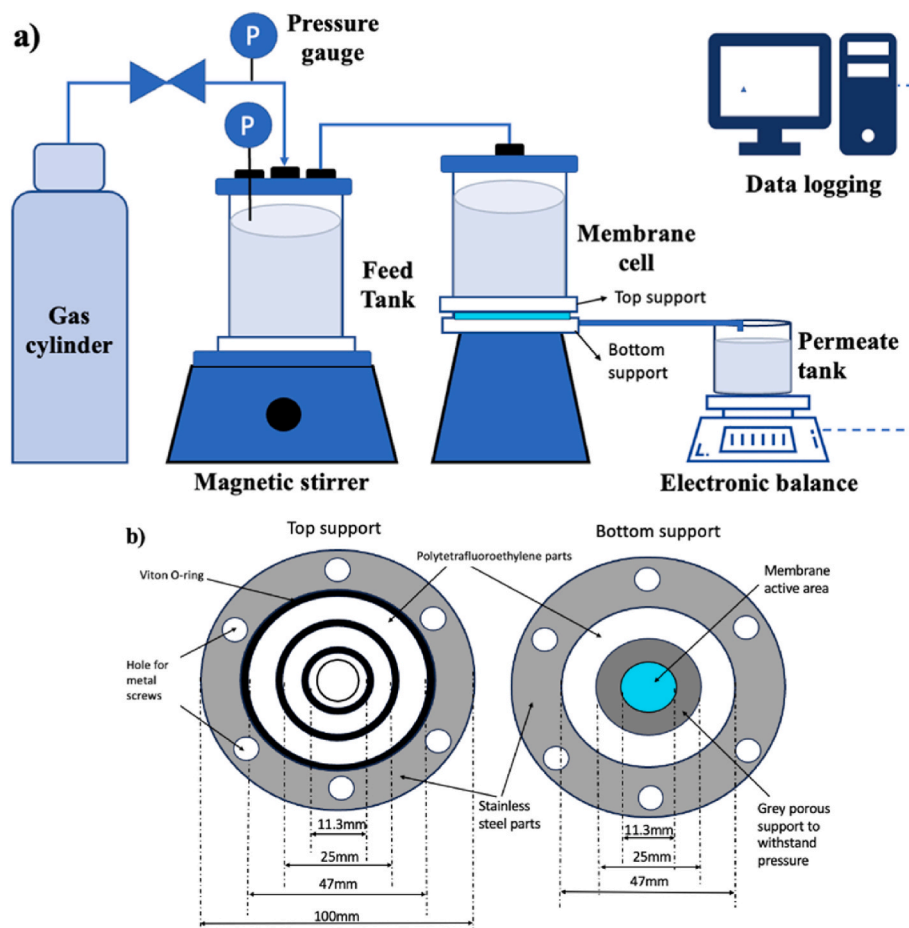 a)
Pressure
gauge
P
P
Data logging
Gas
cylinder
Feed
Tank
Membrane
cell
Top support
Bottom
support
Permeate
tank
L.
i
Magnetic stirrer
Electronic balance
b)
Top support
Bottom support
Viton O-ring
Polytetrafluoroethylene parts
Membrane
active area
Hole for
metal
screws
Stainless
steel parts
Grey porous
support to
withstand
pressure
11.3mm
25mm
47mm
100mm
11.3mm
25mm
47mm